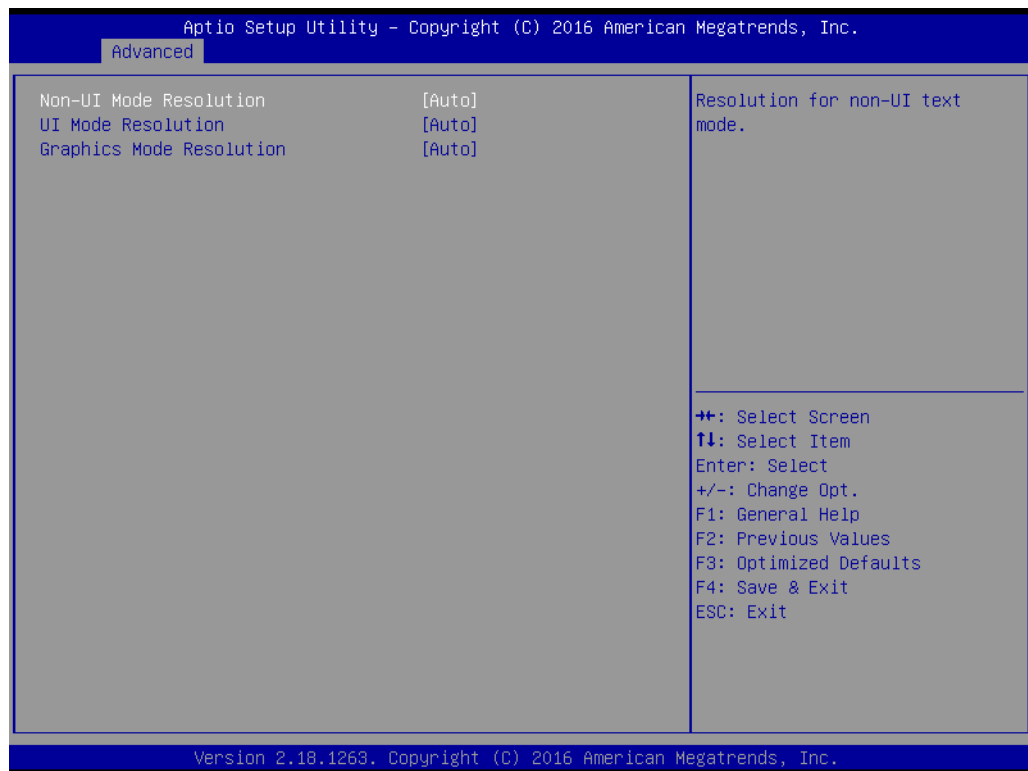 Aptio Setup Utility – Copyright (C) 2016 American Megatrends, Inc.
Advanced
Non-UI Mode Resolution [Auto]
UI Mode Resolution [Auto]
Graphics Mode Resolution [Auto]
Resolution for non-UI text
mode.
→←: Select Screen
↑↓: Select Item
Enter: Select
+/-: Change Opt.
F1: General Help
F2: Previous Values
F3: Optimized Defaults
F4: Save & Exit
ESC: Exit
Version 2.18.1263. Copyright (C) 2016 American Megatrends, Inc.